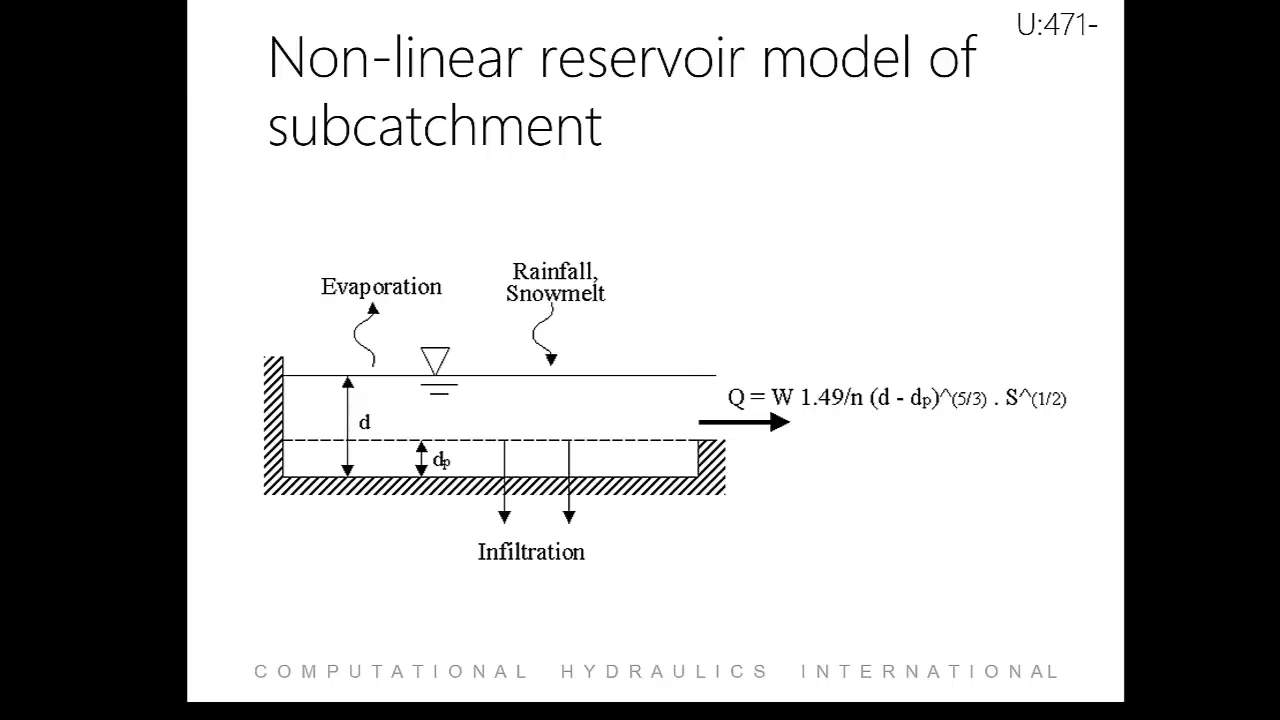 U:471-
Non-linear reservoir model of
subcatchment
Evaporation
Rainfall,
Snowmelt
Q = W 1.49/n (d - dp)^(5/3) . S^(1/2)
d
dp
Infiltration
COMPUTATIONAL HYDRAULICS INTERNATIONAL